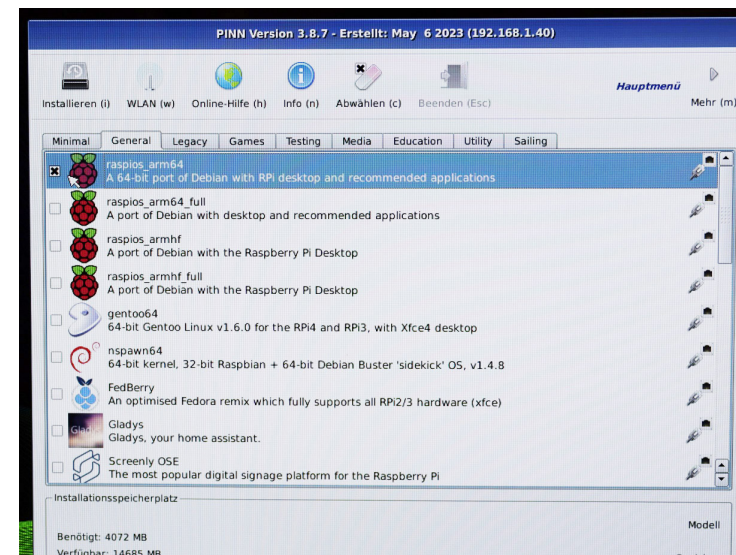 PINN Version 3.8.7 - Erstellt: May 6 2023 (192.168.1.40)
Installieren (i) WLAN (w) Online-Hilfe (h) Info (n) Abwählen (c) Beenden (Esc) Hauptmenü Mehr (m)
Minimal General Legacy Games Testing Media Education Utility Sailing
raspios_arm64
A 64-bit port of Debian with RPi desktop and recommended applications
raspios_arm64_full
A port of Debian with desktop and recommended applications
raspios_armhf
A port of Debian with the Raspberry Pi Desktop
raspios_armhf_full
A port of Debian with the Raspberry Pi Desktop
gentoo64
64-bit Gentoo Linux v1.6.0 for the RPi4 and RPi3, with Xfce4 desktop
nspawn64
64-bit kernel, 32-bit Raspbian + 64-bit Debian Buster 'sidekick' OS, v1.4.8
FedBerry
An optimised Fedora remix which fully supports all RPi2/3 hardware (xfce)
Gladys
Gladys, your home assistant.
Screenly OSE
The most popular digital signage platform for the Raspberry Pi
Installationsspeicherplatz
Modell
Benötigt: 4072 MB
Verfügbar: 14685 MB